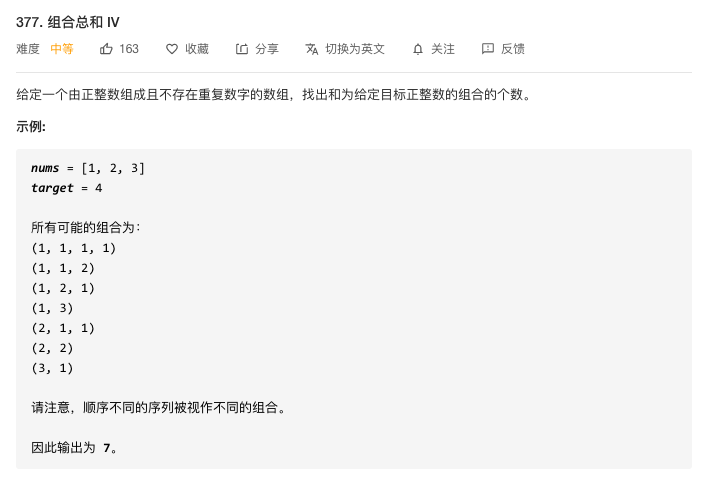 377. 组合总和 IV
难度 中等 163 收藏 分享 切换为英文 关注 反馈
给定一个由正整数组成且不存在重复数字的数组，找出和为给定目标正整数的组合的个数。
示例:
nums = [1, 2, 3]
target = 4
所有可能的组合为：
(1, 1, 1, 1)
(1, 1, 2)
(1, 2, 1)
(1, 3)
(2, 1, 1)
(2, 2)
(3, 1)
请注意，顺序不同的序列被视作不同的组合。
因此输出为 7。